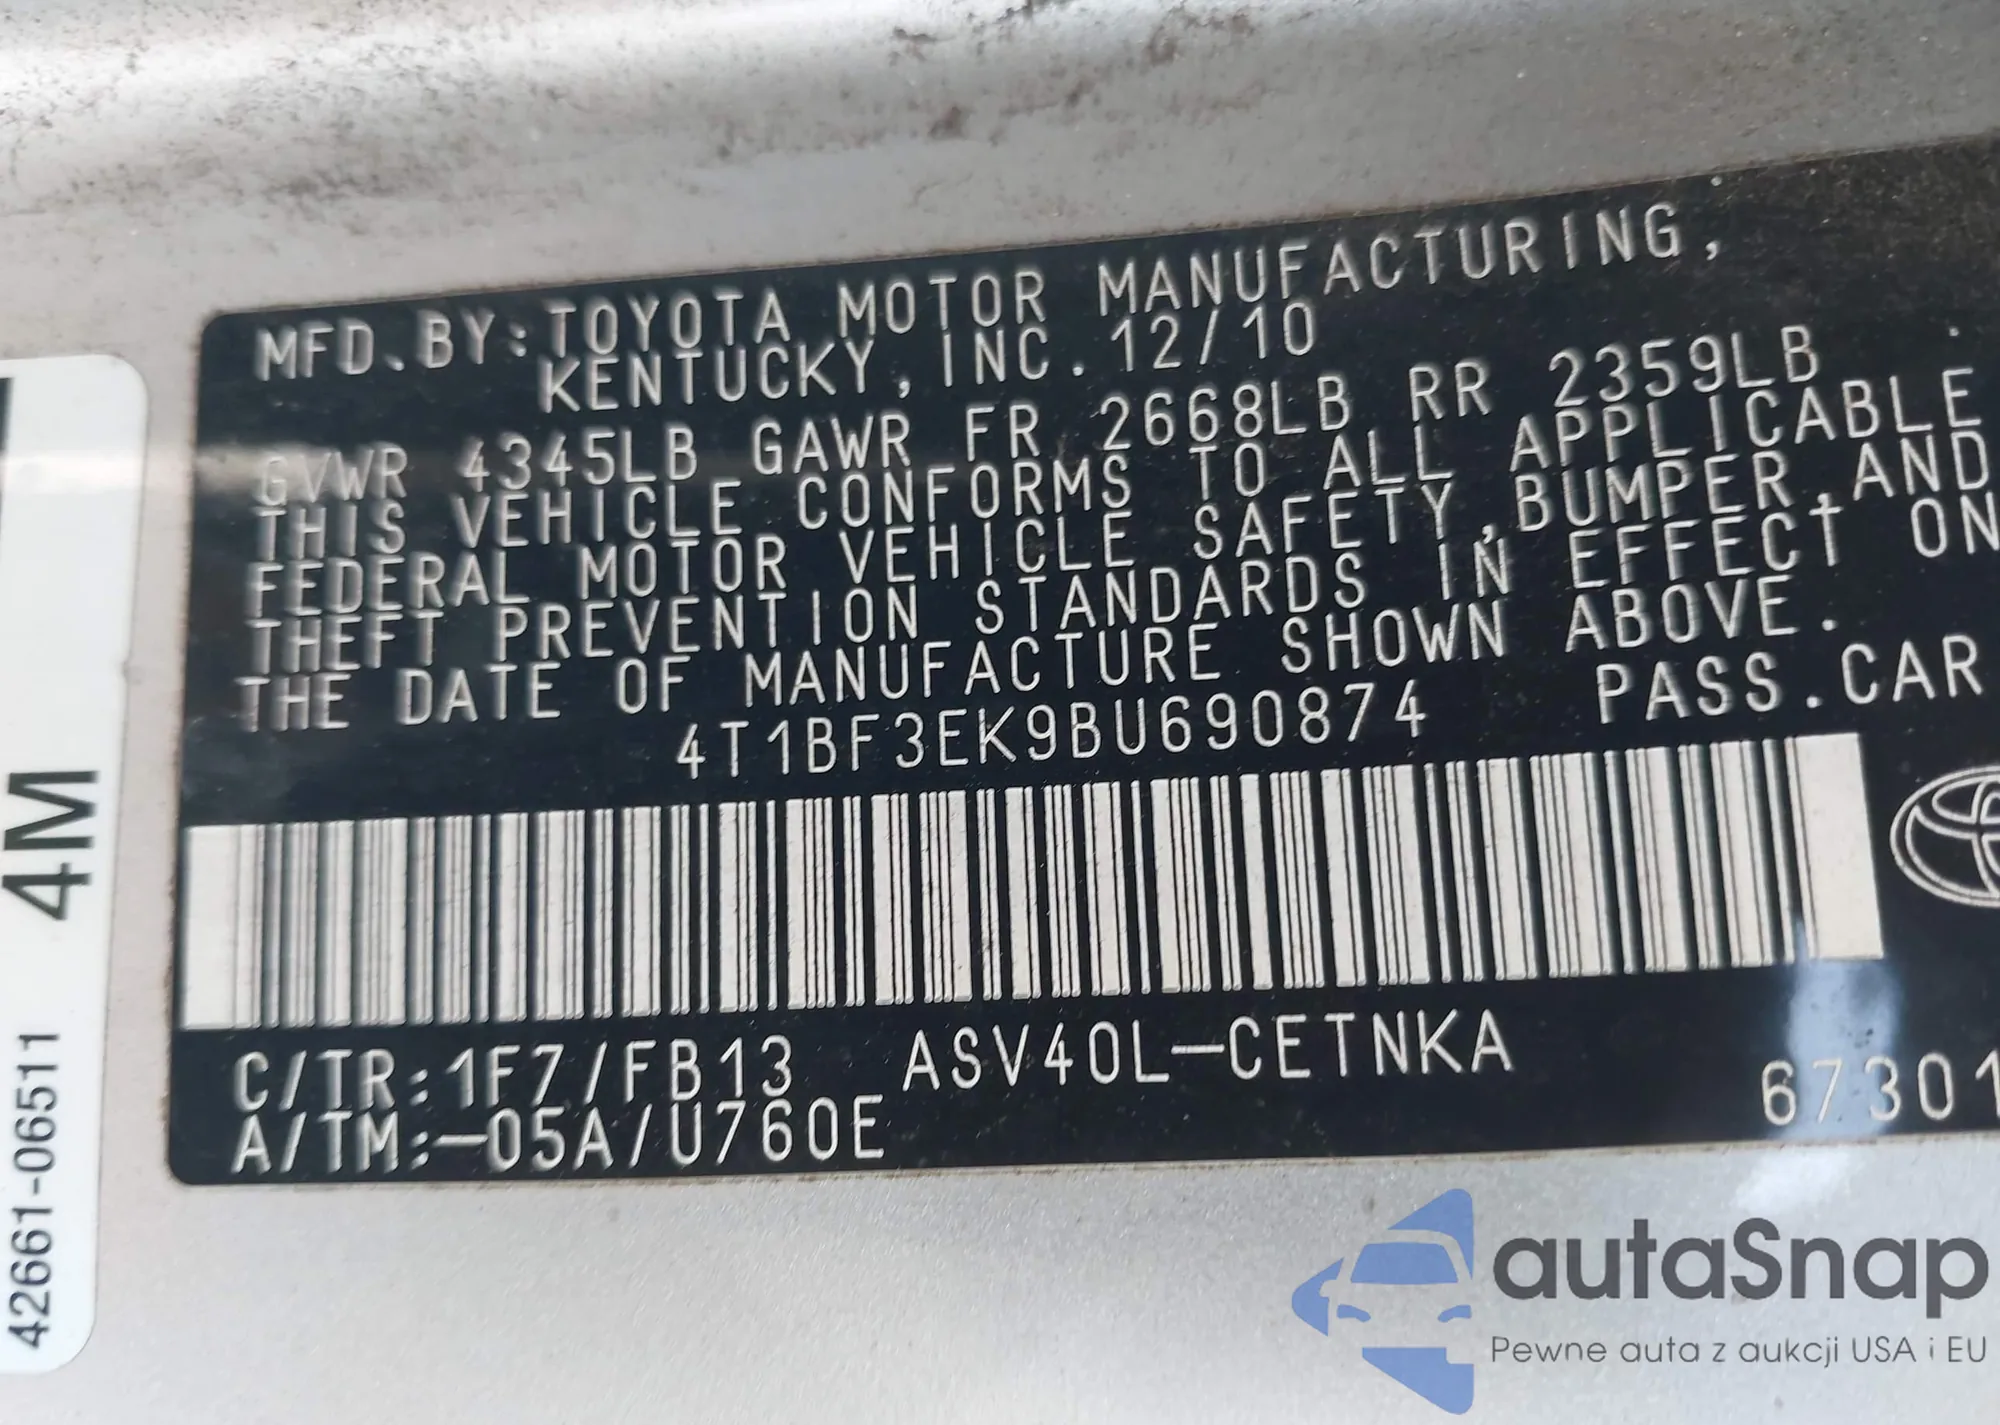 MFD. BY: TOYOTA MOTOR MANUFACTURING,
KENTUCKY, INC. 12/10
GVWR 4345LB GAWR FR 2668LB RR 2359LB
THIS VEHICLE CONFORMS TO ALL APPLICABLE
FEDERAL MOTOR VEHICLE SAFETY, BUMPER, AND
THEFT PREVENTION STANDARDS IN EFFECT ON
THE DATE OF MANUFACTURE SHOWN ABOVE.
4T1BF3EK9BU690874 PASS. CAR
C/TR: 1F7/FB13 ASV40L-CETNKA
A/TM: -05A/U760E 67301
4M
42661-06511
autaSnap
Pewne auta z aukcji USA i EU